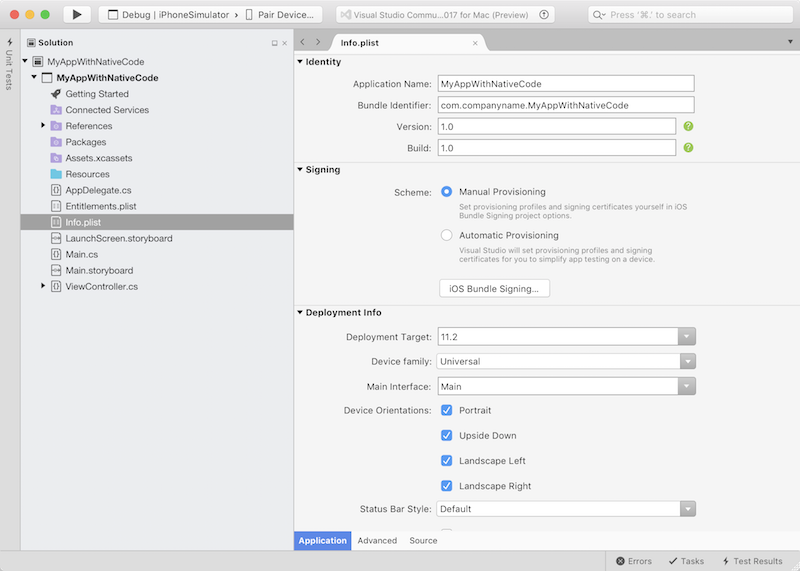 Debug | iPhoneSimulator › Pair Device...
Visual Studio Commu...017 for Mac (Preview)
Press '⌘.' to search
Unit Tests
Solution
Info.plist
MyAppWithNativeCode
MyAppWithNativeCode
Getting Started
Connected Services
References
Packages
Assets.xcassets
Resources
AppDelegate.cs
Entitlements.plist
Info.plist
LaunchScreen.storyboard
Main.cs
Main.storyboard
ViewController.cs
Identity
Application Name: MyAppWithNativeCode
Bundle Identifier: com.companyname.MyAppWithNativeCode
Version: 1.0
Build: 1.0
Signing
Scheme: Manual Provisioning
Set provisioning profiles and signing certificates yourself in iOS
Bundle Signing project options.
Automatic Provisioning
Visual Studio will set provisioning profiles and signing
certificates for you to simplify app testing on a device.
iOS Bundle Signing...
Deployment Info
Deployment Target: 11.2
Device family: Universal
Main Interface: Main
Device Orientations: Portrait
Upside Down
Landscape Left
Landscape Right
Status Bar Style: Default
Application Advanced Source
Errors Tasks Test Results